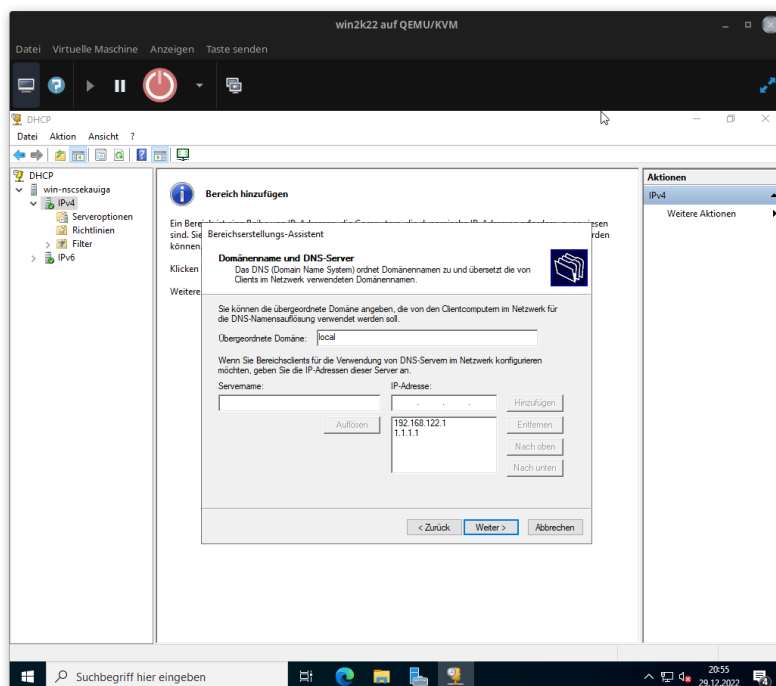 win2k22 auf QEMU/KVM
Datei Virtuelle Maschine Anzeigen Taste senden
DHCP
Datei Aktion Ansicht ?
DHCP
win-nscsekauiga
IPv4
Serveroptionen
Richtlinien
Filter
IPv6
Bereich hinzufügen
Ein Bere
sind. Sie
können.
Klicken
Weitere
esen
rden
Bereichserstellungs-Assistent
Domänenname und DNS-Server
Das DNS (Domain Name System) ordnet Domänennamen zu und übersetzt die von
Clients im Netzwerk verwendeten Domänennamen.
Sie können die übergeordnete Domäne angeben, die von den Clientcomputern im Netzwerk für
die DNS-Namensauflösung verwendet werden soll.
Übergeordnete Domäne: local
Wenn Sie Bereichsclients für die Verwendung von DNS-Servern im Netzwerk konfigurieren
möchten, geben Sie die IP-Adressen dieser Server an.
Servername: IP-Adresse:
. . . Hinzufügen
Auflösen 192.168.122.1 Entfernen
1.1.1.1
Nach oben
Nach unten
< Zurück Weiter > Abbrechen
Aktionen
IPv4
Weitere Aktionen
Suchbegriff hier eingeben
20:55
29.12.2022
4